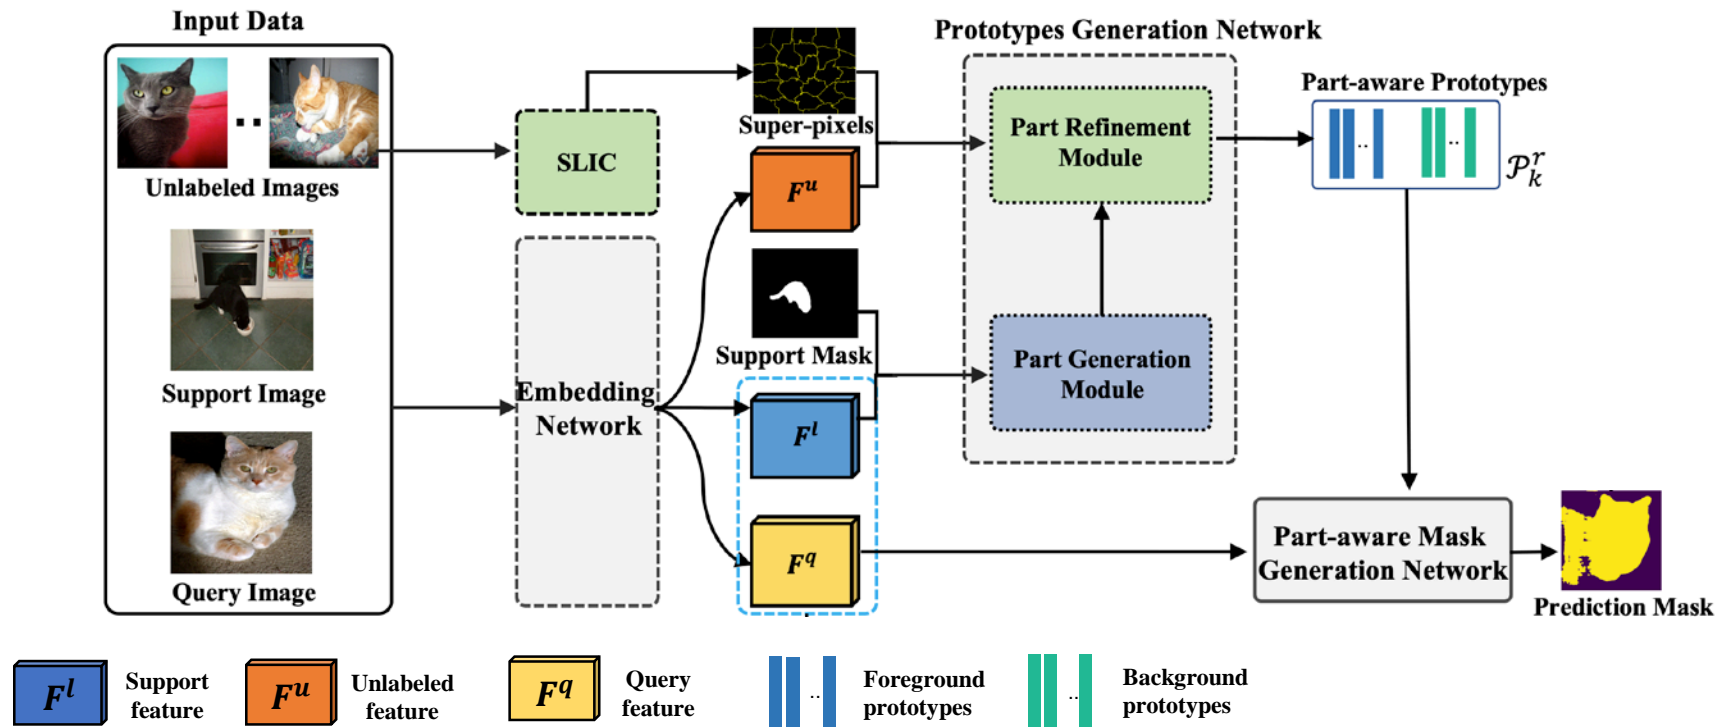 Input Data
Unlabeled Images
Support Image
Query Image
SLIC
Embedding
Network
Super-pixels
F^u
Support Mask
F^l
F^q
Prototypes Generation Network
Part Refinement
Module
Part Generation
Module
Part-aware Prototypes
.. ..
𝒫_k^r
Part-aware Mask
Generation Network
Prediction Mask
F^l Support
feature
F^u Unlabeled
feature
F^q Query
feature
.. Foreground
prototypes
.. Background
prototypes